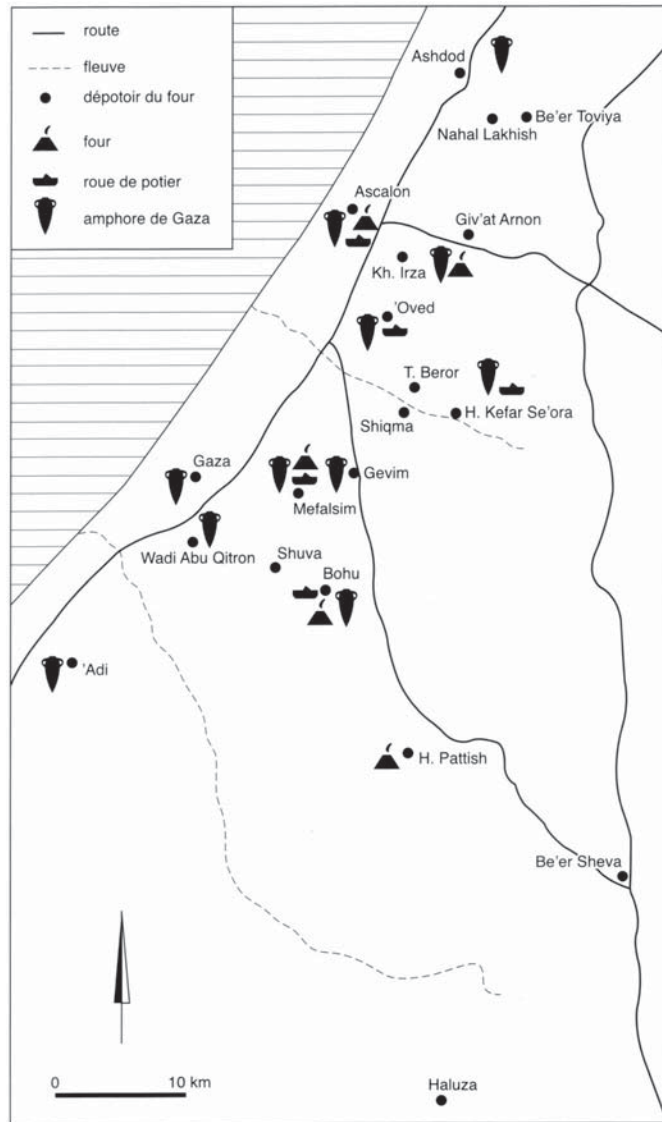 route
fleuve
dépotoir du four
four
roue de potier
amphore de Gaza
Ashdod
Be'er Toviya
Nahal Lakhish
Ascalon
Giv'at Arnon
Kh. Irza
'Oved
T. Beror
H. Kefar Se'ora
Shiqma
Gaza
Gevim
Mefalsim
Wadi Abu Qitron
Shuva
Bohu
'Adi
H. Pattish
Be'er Sheva
0 10 km
Haluza